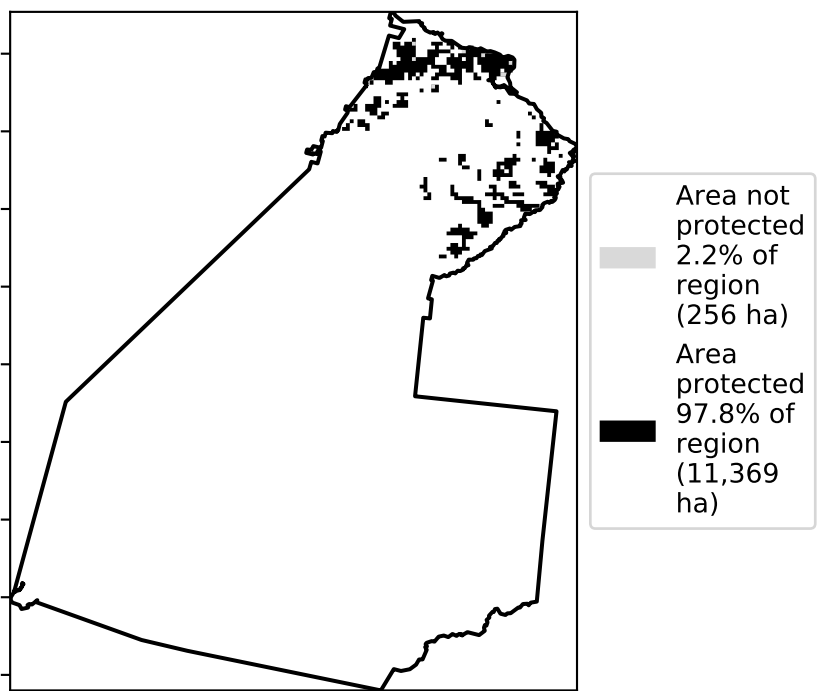 Area not
protected
2.2% of
region
(256 ha)
Area
protected
97.8% of
region
(11,369
ha)